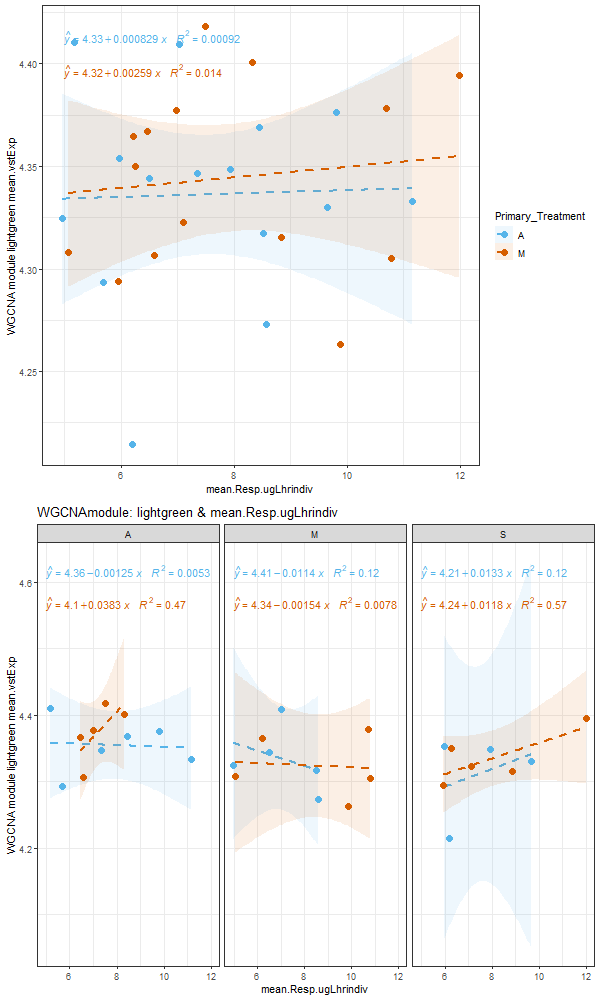 ŷ = 4.33 + 0.000829 x R² = 0.00092
ŷ = 4.32 + 0.00259 x R² = 0.014
4.40
4.35
4.30
4.25
WGCNA module lightgreen mean.vstExp
6 8 10 12
mean.Resp.ugLhrindiv
Primary_Treatment
A
M
WGCNAmodule: lightgreen & mean.Resp.ugLhrindiv
A M S
ŷ = 4.36 − 0.00125 x R² = 0.0053
ŷ = 4.1 + 0.0383 x R² = 0.47
ŷ = 4.41 − 0.0114 x R² = 0.12
ŷ = 4.34 − 0.00154 x R² = 0.0078
ŷ = 4.21 + 0.0133 x R² = 0.12
ŷ = 4.24 + 0.0118 x R² = 0.57
4.6
4.4
4.2
WGCNA module lightgreen mean.vstExp
6 8 10 12 6 8 10 12 6 8 10 12
mean.Resp.ugLhrindiv